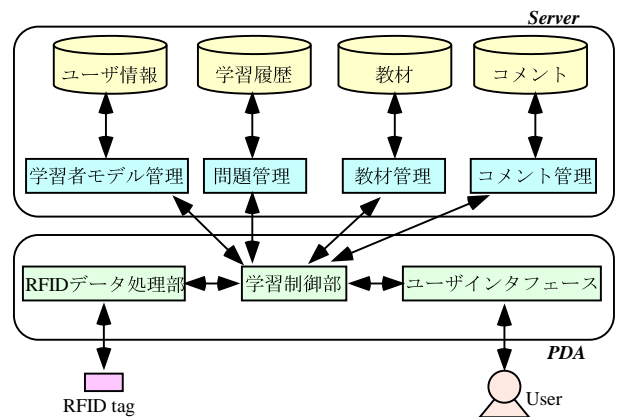 Server
ユーザ情報
学習履歴
教材
コメント
学習者モデル管理
問題管理
教材管理
コメント管理
RFIDデータ処理部
学習制御部
ユーザインタフェース
PDA
RFID tag
User